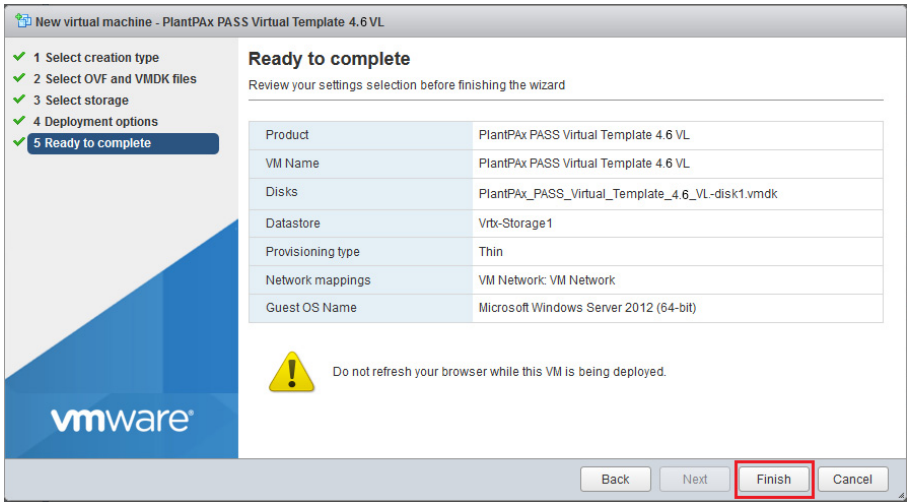 New virtual machine - PlantPAx PASS Virtual Template 4.6 VL
1 Select creation type
2 Select OVF and VMDK files
3 Select storage
4 Deployment options
5 Ready to complete
Ready to complete
Review your settings selection before finishing the wizard
Product PlantPAx PASS Virtual Template 4.6 VL
VM Name PlantPAx PASS Virtual Template 4.6 VL
Disks PlantPAx_PASS_Virtual_Template_4.6_VL-disk1.vmdk
Datastore Vrtx-Storage1
Provisioning type Thin
Network mappings VM Network: VM Network
Guest OS Name Microsoft Windows Server 2012 (64-bit)
Do not refresh your browser while this VM is being deployed.
vmware®
Back Next Finish Cancel